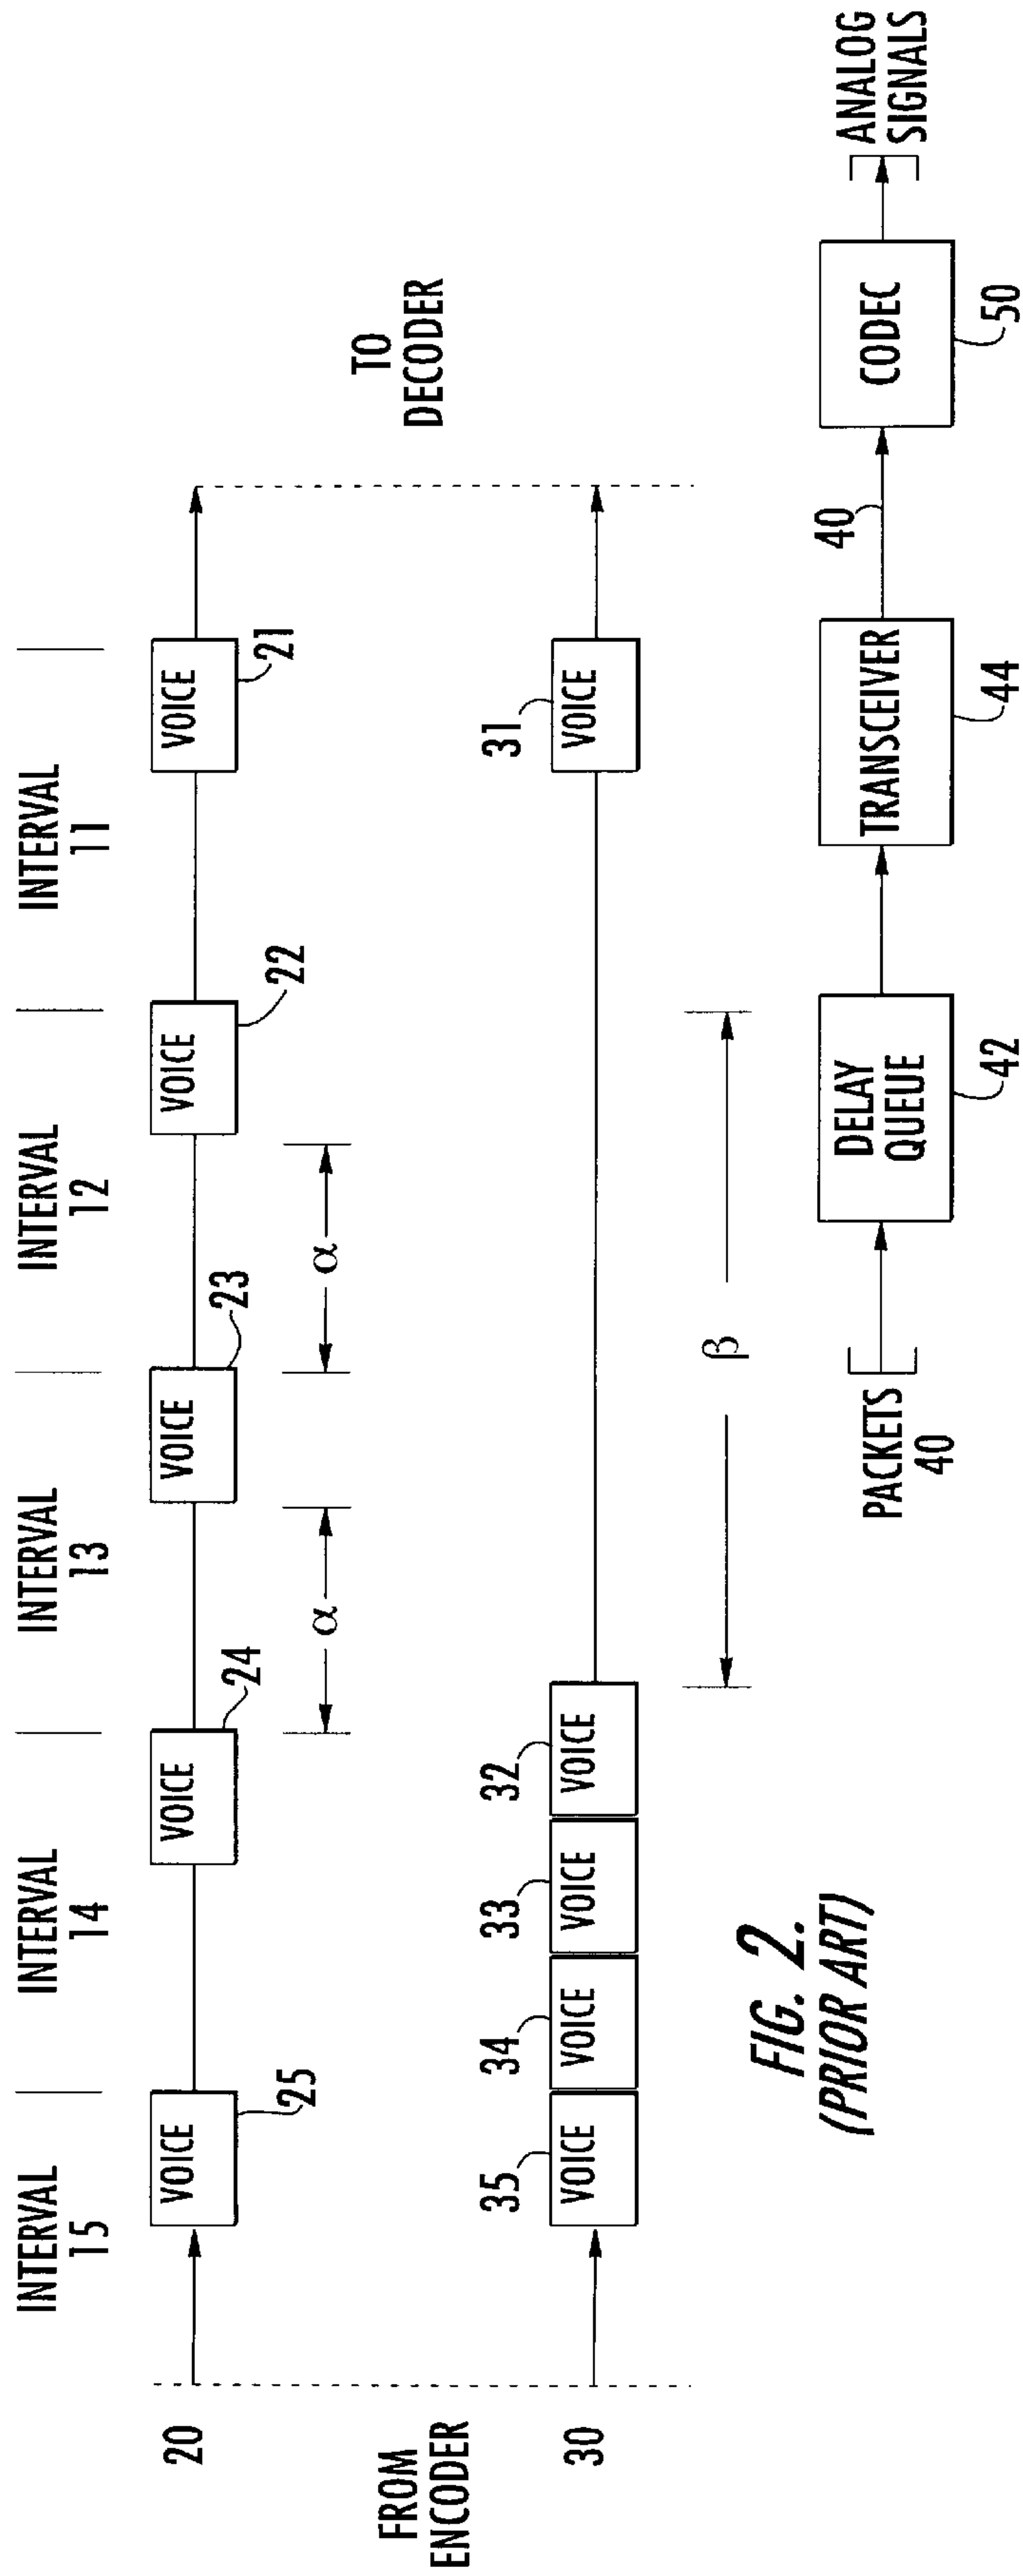 INTERVAL
15
INTERVAL
14
INTERVAL
13
INTERVAL
12
INTERVAL
11
20
VOICE
25
VOICE
24
VOICE
23
VOICE
22
VOICE
21
α
α
FROM
ENCODER
TO
DECODER
30
35
VOICE
34
VOICE
33
VOICE
32
VOICE
31
VOICE
β
PACKETS
40
DELAY
QUEUE
42
TRANSCEIVER
44
40
CODEC
50
ANALOG
SIGNALS
FIG. 2.
(PRIOR ART)